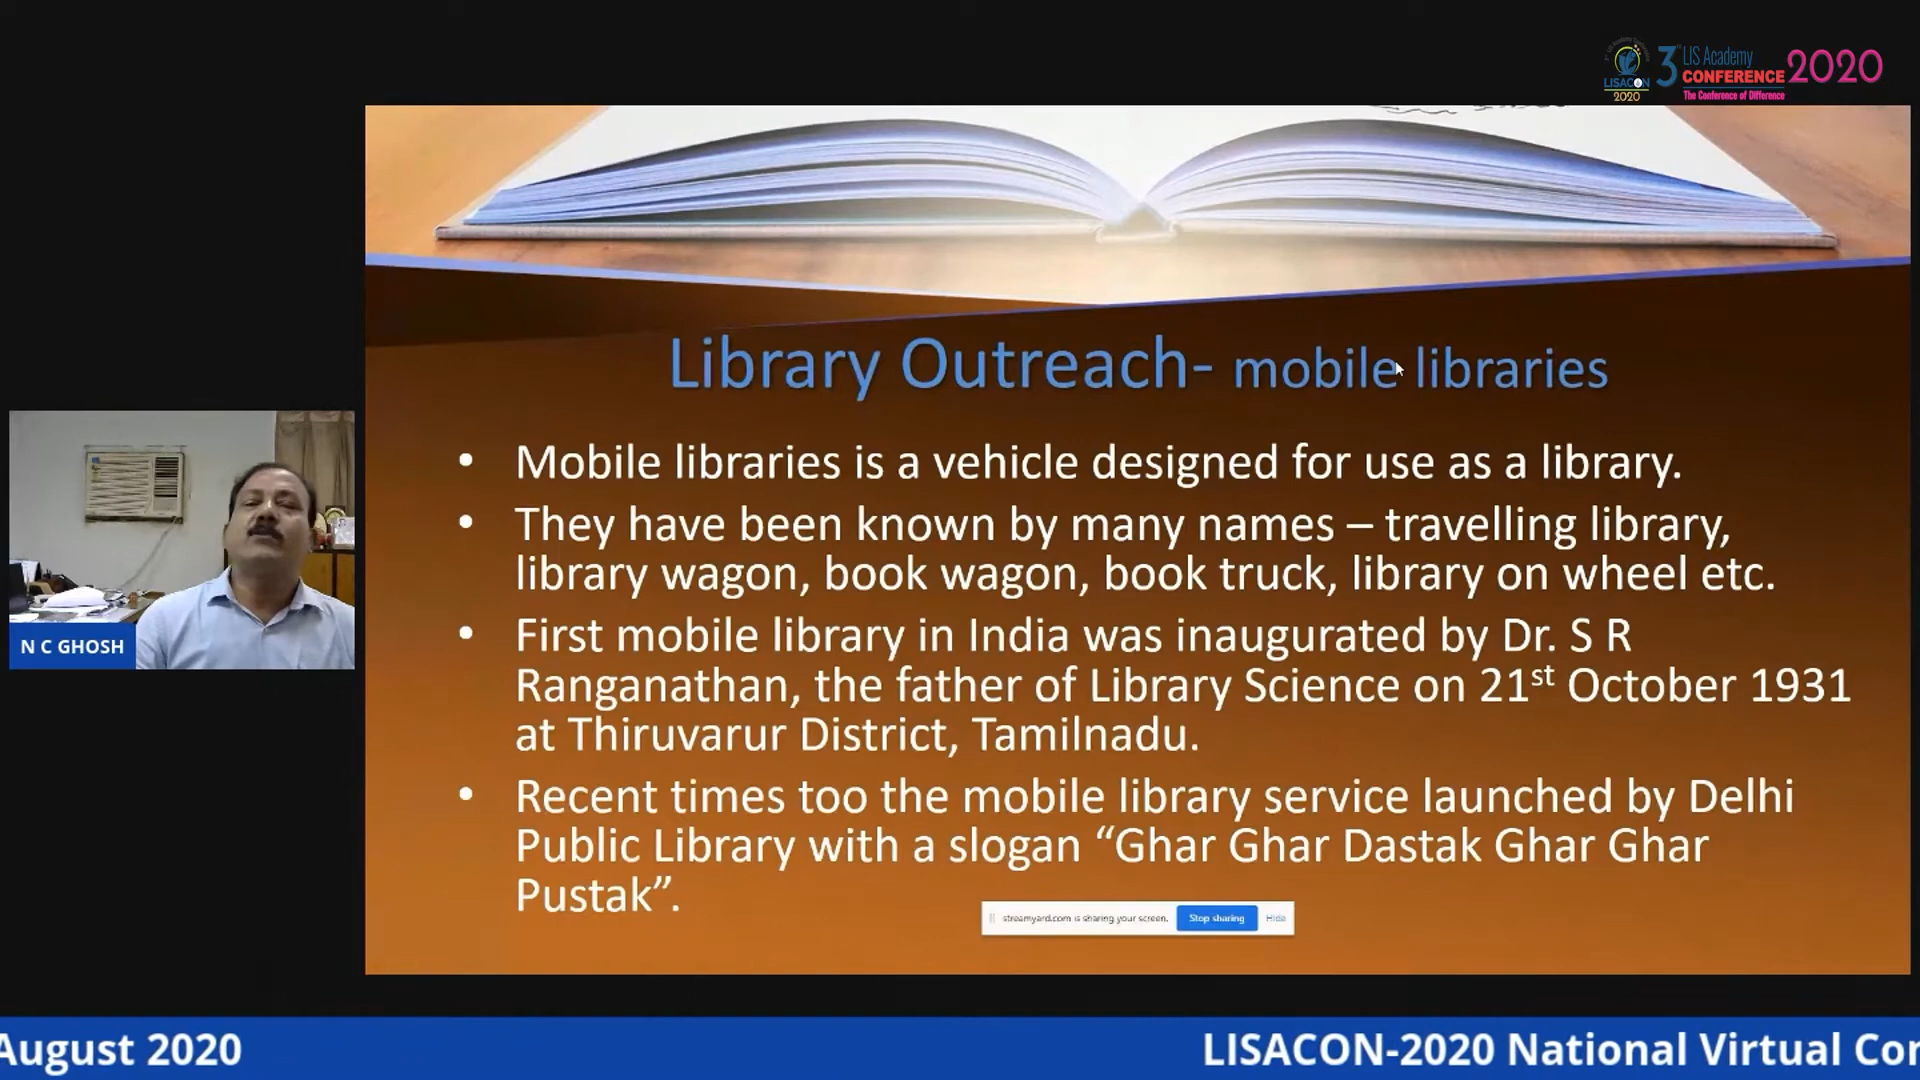 LISACON
2020
3rd LIS Academy
CONFERENCE 2020
The Conference of Difference
Library Outreach- mobile libraries
• Mobile libraries is a vehicle designed for use as a library.
• They have been known by many names – travelling library,
library wagon, book wagon, book truck, library on wheel etc.
• First mobile library in India was inaugurated by Dr. S R
Ranganathan, the father of Library Science on 21st October 1931
at Thiruvarur District, Tamilnadu.
• Recent times too the mobile library service launched by Delhi
Public Library with a slogan “Ghar Ghar Dastak Ghar Ghar
Pustak”.
streamyard.com is sharing your screen. Stop sharing Hide
N C GHOSH
August 2020 LISACON-2020 National Virtual Con